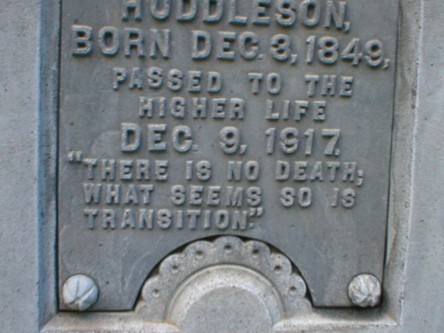 HUDDLESON,
BORN DEC. 3, 1849,
PASSED TO THE
HIGHER LIFE
DEC. 9, 1917.
"THERE IS NO DEATH;
WHAT SEEMS SO IS
TRANSITION."